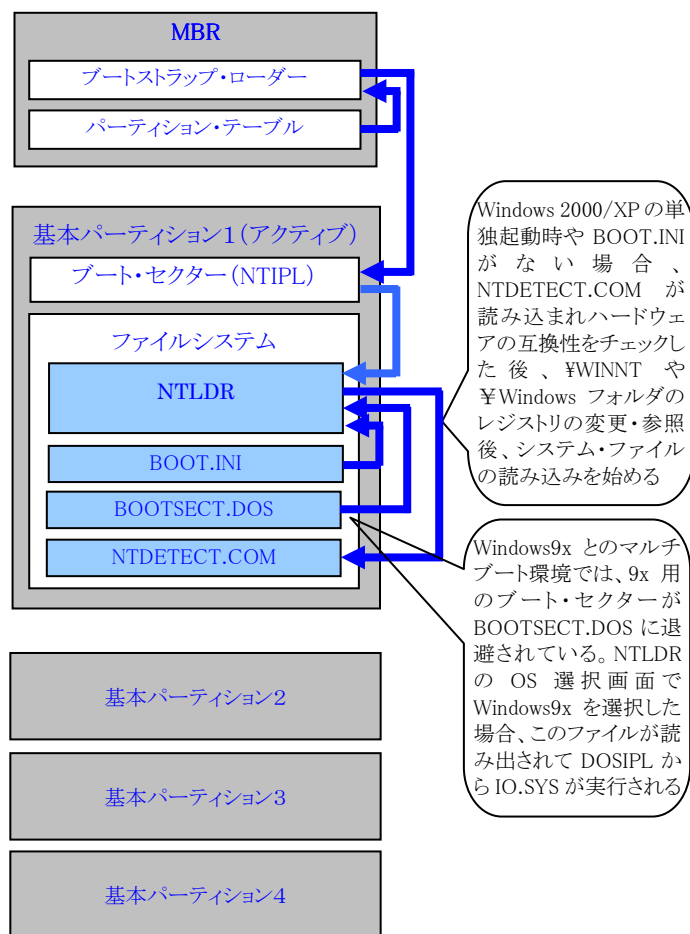 MBR
ブートストラップ・ローダー
パーティション・テーブル
基本パーティション1(アクティブ)
ブート・セクター(NTIPL)
ファイルシステム
NTLDR
BOOT.INI
BOOTSECT.DOS
NTDETECT.COM
基本パーティション2
基本パーティション3
基本パーティション4
Windows 2000/XP の単
独起動時や BOOT.INI
がない場合、
NTDETECT.COM が
読み込まれハードウェ
アの互換性をチェックし
た後、¥WINNT や
￥Windows フォルダの
レジストリの変更・参照
後、システム・ファイル
の読み込みを始める
Windows9x とのマルチ
ブート環境では、9x 用
のブート・セクターが
BOOTSECT.DOS に退
避されている。NTLDR
の OS 選択画面で
Windows9x を選択した
場合、このファイルが読
み出されて DOSIPL か
ら IO.SYS が実行される